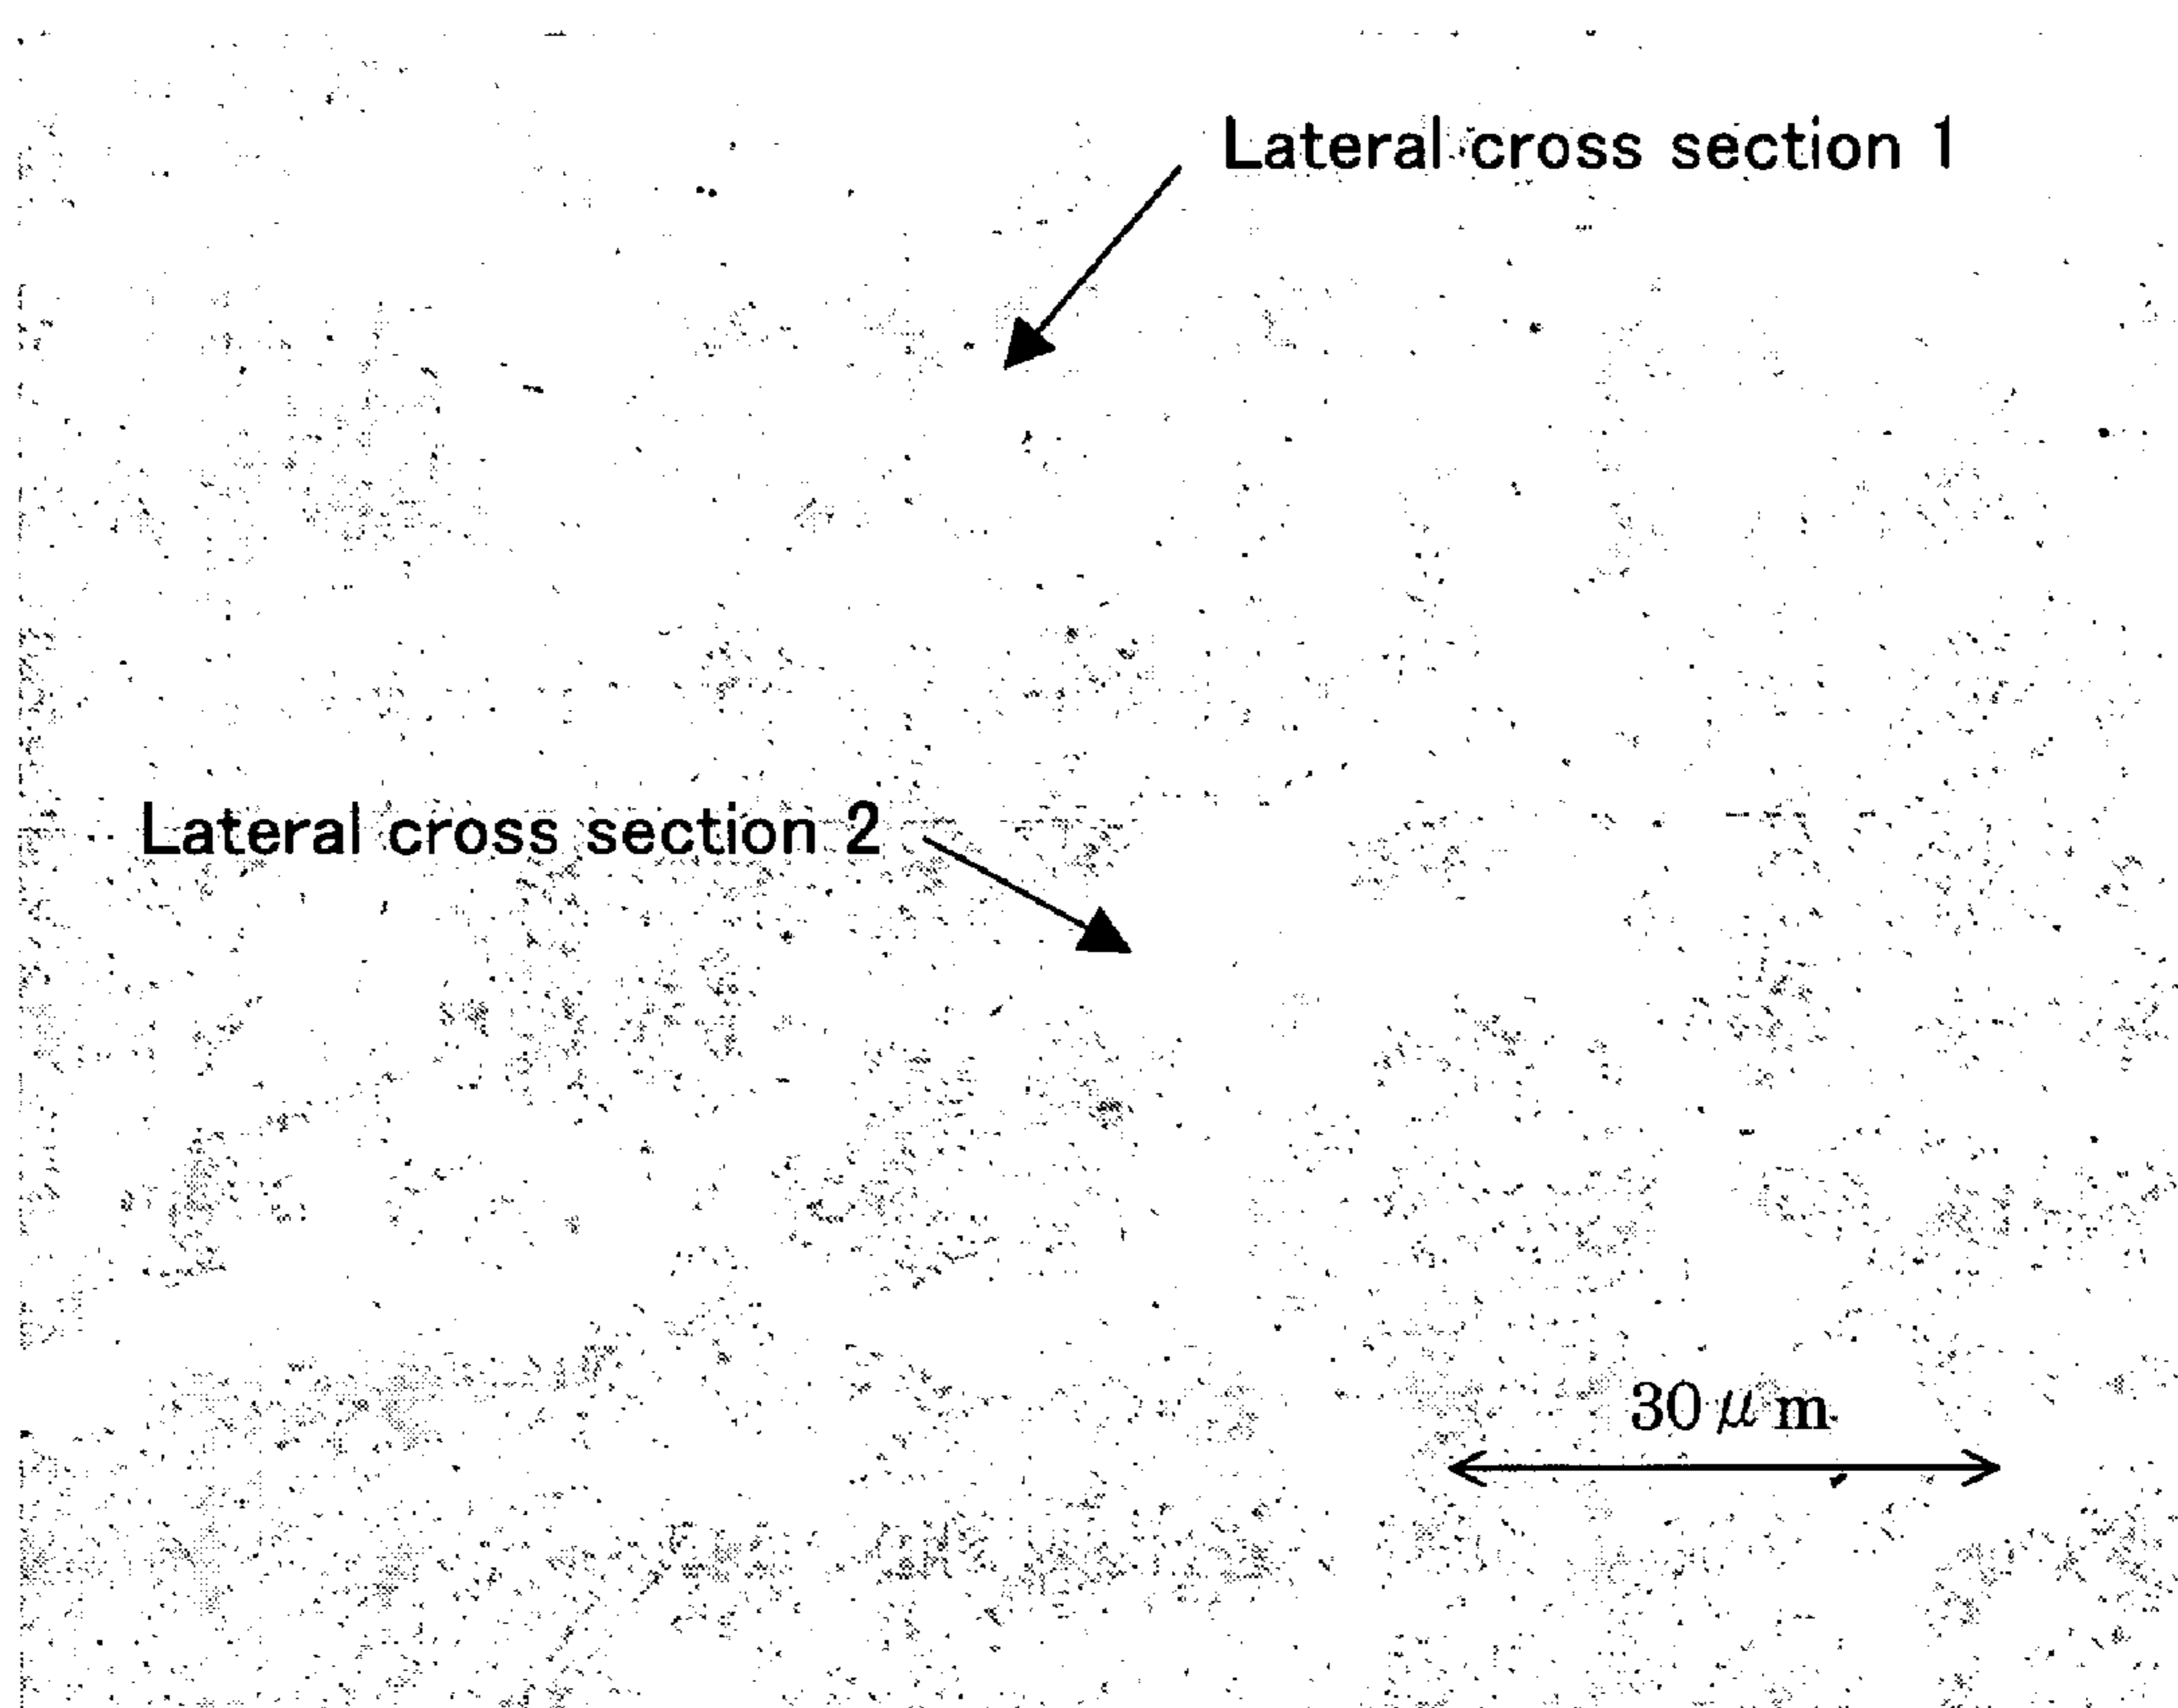 Lateral cross section 1
Lateral cross section 2
30 μm